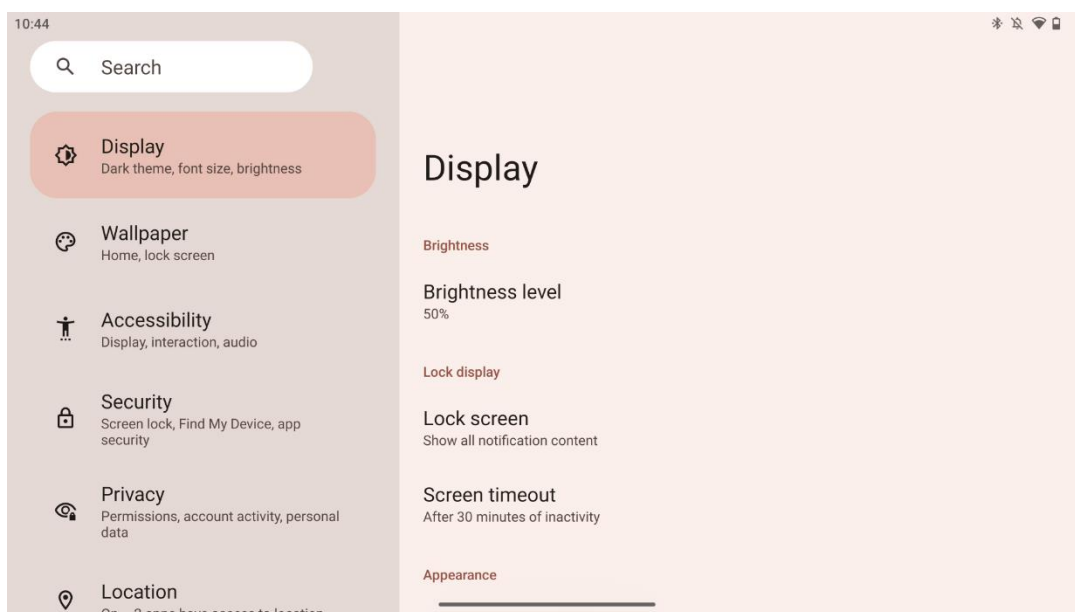 10:44
Search
Display
Dark theme, font size, brightness
Wallpaper
Home, lock screen
Accessibility
Display, interaction, audio
Security
Screen lock, Find My Device, app
security
Privacy
Permissions, account activity, personal
data
Location
Display
Brightness
Brightness level
50%
Lock display
Lock screen
Show all notification content
Screen timeout
After 30 minutes of inactivity
Appearance